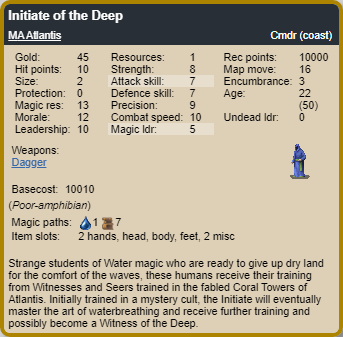 Initiate of the Deep
MA Atlantis Cmdr (coast)
Gold: 45 Resources: 1 Rec points: 10000
Hit points: 10 Strength: 8 Map move: 16
Size: 2 Attack skill: 7 Encumbrance: 3
Protection: 0 Defence skill: 7 Age: 22
Magic res: 13 Precision: 9 (50)
Morale: 12 Combat speed: 10 Undead ldr: 0
Leadership: 10 Magic ldr: 5
Weapons:
Dagger
Basecost: 10010
(Poor-amphibian)
Magic paths: 1 7
Item slots: 2 hands, head, body, feet, 2 misc
Strange students of Water magic who are ready to give up dry land
for the comfort of the waves, these humans receive their training
from Witnesses and Seers trained in the fabled Coral Towers of
Atlantis. Initially trained in a mystery cult, the Initiate will eventually
master the art of waterbreathing and receive further training and
possibly become a Witness of the Deep.